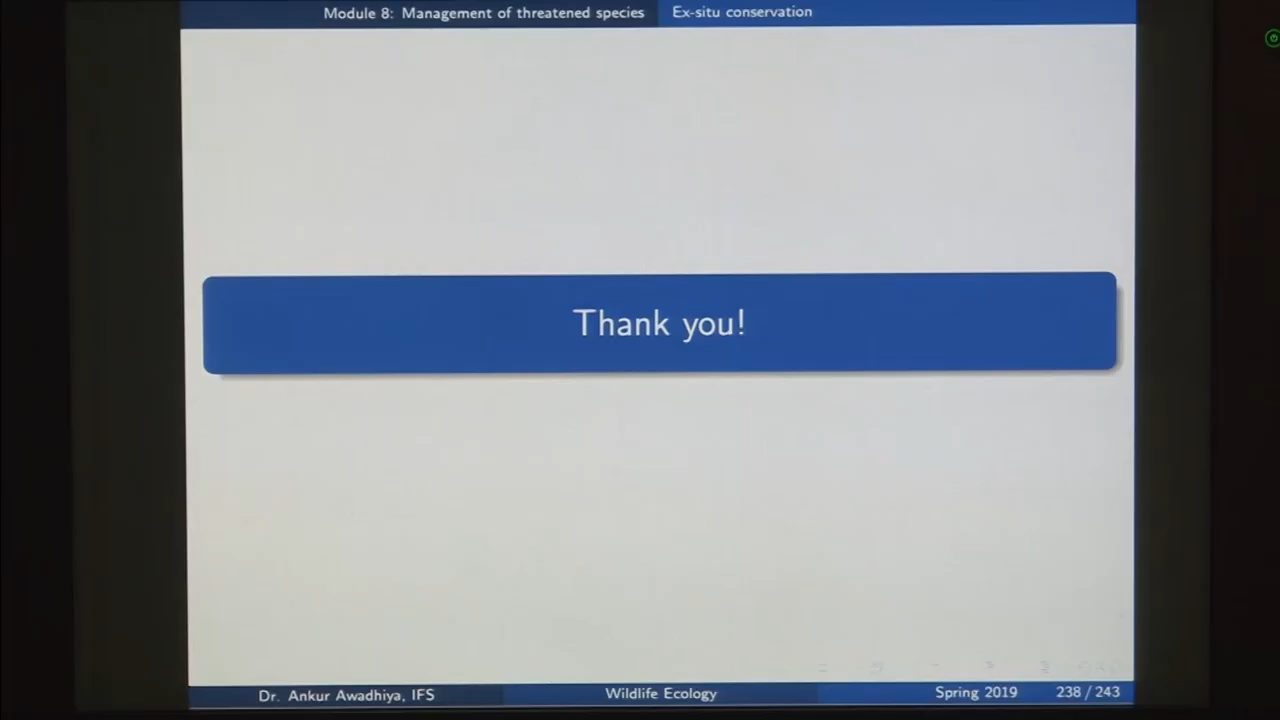 Module 8: Management of threatened species Ex-situ conservation
Thank you!
Dr. Ankur Awadhiya, IFS Wildlife Ecology Spring 2019 238 / 243